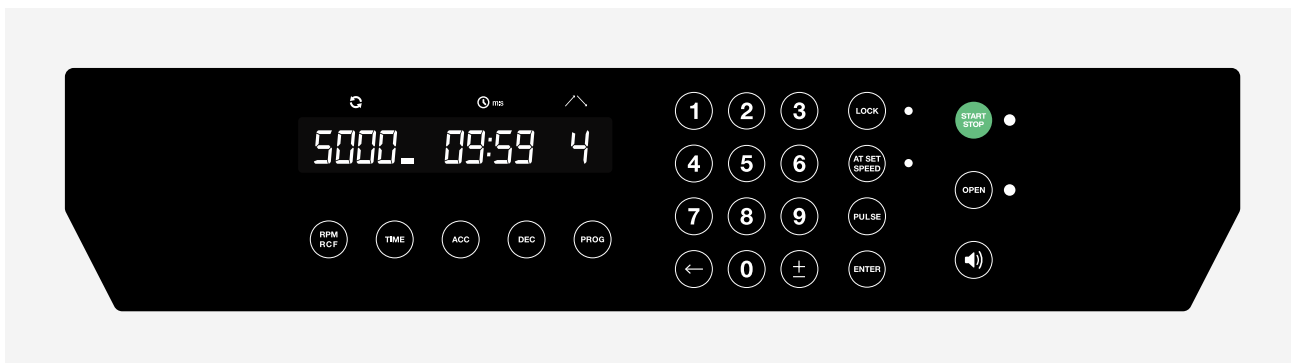 m:s
5000_ 09:59 4
RPM
RCF
TIME
ACC
DEC
PROG
1 2 3
4 5 6
7 8 9
← 0 ±
LOCK
AT SET
SPEED
PULSE
ENTER
START
STOP
OPEN